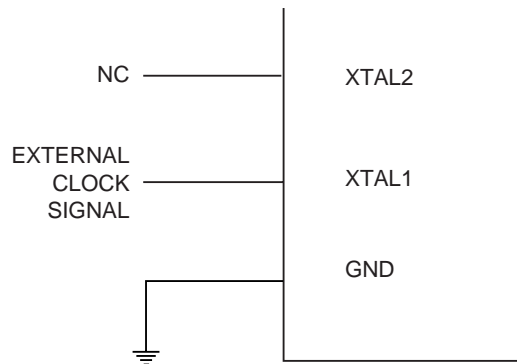 NC
XTAL2
EXTERNAL
CLOCK
SIGNAL
XTAL1
GND